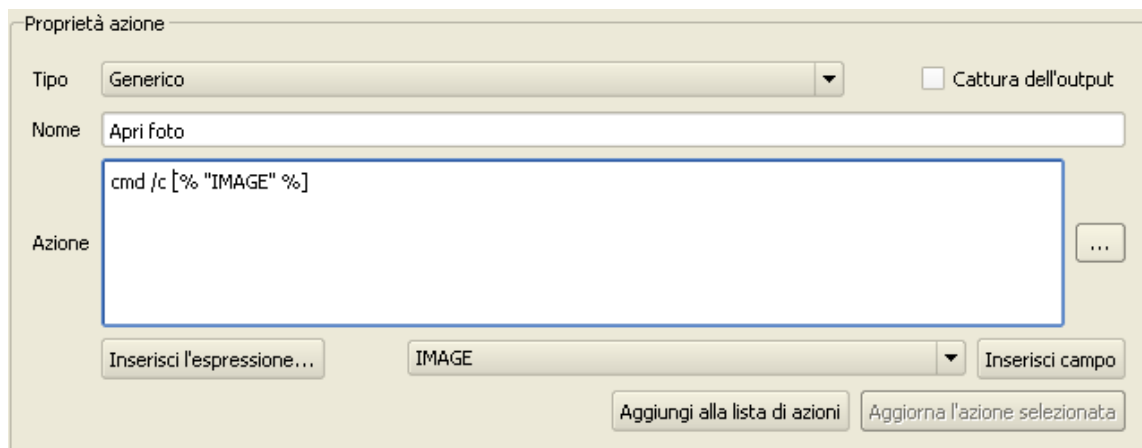 Proprietà azione
Tipo Generico Cattura dell'output
Nome Apri foto
cmd /c [% "IMAGE" %]
Azione ...
Inserisci l'espressione... IMAGE Inserisci campo
Aggiungi alla lista di azioni Aggiorna l'azione selezionata